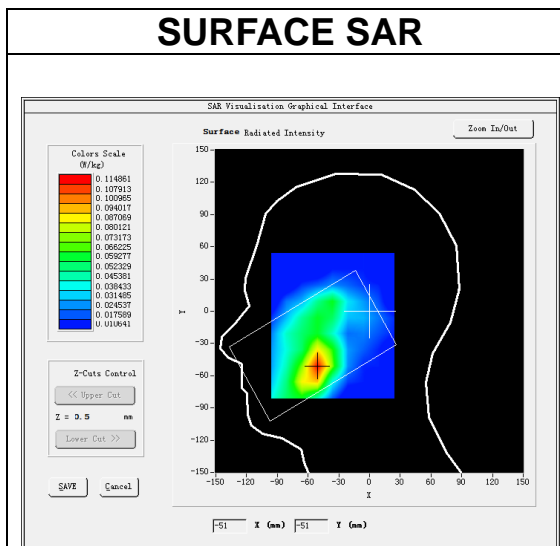 SURFACE SAR
SAR Visualisation Graphical Interface
Surface Radiated Intensity
Zoom In/Out
Colors Scale
(W/kg)
0.114861
0.107913
0.100965
0.094017
0.087069
0.080121
0.073173
0.066225
0.059277
0.052329
0.045381
0.038433
0.031485
0.024537
0.017589
0.010641
Z-Cuts Control
<< Upper Cut
Z = 0.5 mm
Lower Cut >>
SAVE Cancel
150
120
90
60
30
0
-30
-60
-90
-120
-150
Y
-150 -120 -90 -60 -30 0 30 60 90 120 150
X
-51 X (mm) -51 Y (mm)